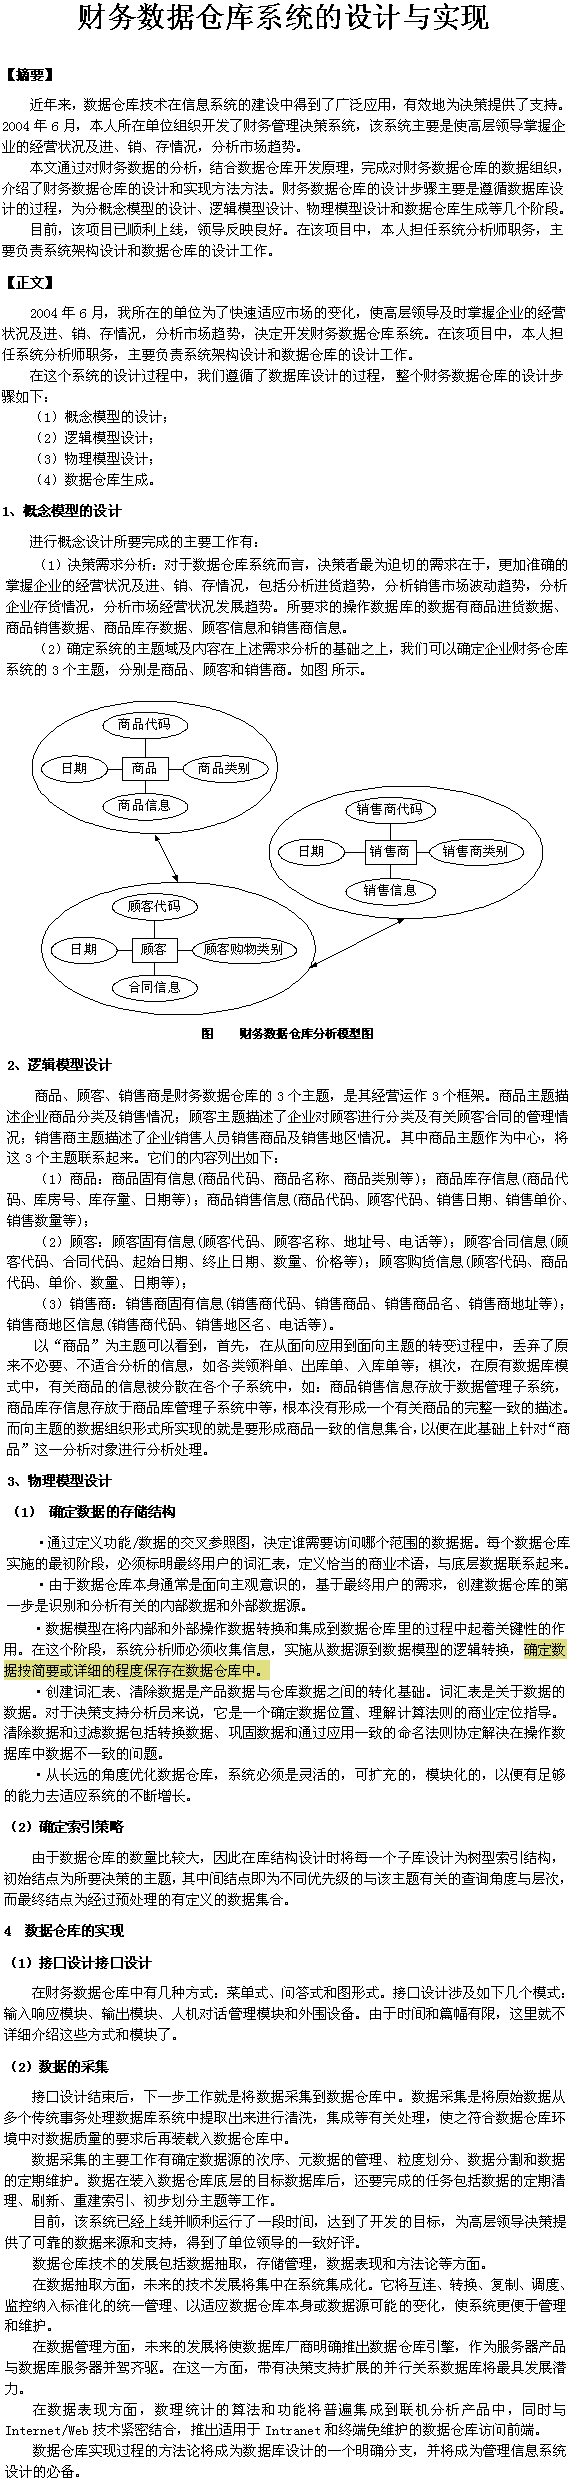 财务数据仓库系统的设计与实现
【摘要】
近年来，数据仓库技术在信息系统的建设中得到了广泛应用，有效地为决策提供了支持。
2004 年 6 月，本人所在单位组织开发了财务管理决策系统，该系统主要是使高层领导掌握企
业的经营状况及进、销、存情况，分析市场趋势。
本文通过对财务数据的分析，结合数据仓库开发原理，完成对财务数据仓库的数据组织，
介绍了财务数据仓库的设计和实现方法方法。财务数据仓库的设计步骤主要是遵循数据库设
计的过程，为分概念模型的设计、逻辑模型设计、物理模型设计和数据仓库生成等几个阶段。
目前，该项目已顺利上线，领导反映良好。在该项目中，本人担任系统分析师职务，主
要负责系统架构设计和数据仓库的设计工作。
【正文】
2004 年 6 月，我所在的单位为了快速适应市场的变化，使高层领导及时掌握企业的经营
状况及进、销、存情况，分析市场趋势，决定开发财务数据仓库系统。在该项目中，本人担
任系统分析师职务，主要负责系统架构设计和数据仓库的设计工作。
在这个系统的设计过程中，我们遵循了数据库设计的过程，整个财务数据仓库的设计步
骤如下：
（1）概念模型的设计；
（2）逻辑模型设计；
（3）物理模型设计；
（4）数据仓库生成。
1、概念模型的设计
进行概念设计所要完成的主要工作有：
（1）决策需求分析：对于数据仓库系统而言，决策者最为迫切的需求在于，更加准确的
掌握企业的经营状况及进、销、存情况，包括分析进货趋势，分析销售市场波动趋势，分析
企业存货情况，分析市场经营状况发展趋势。所要求的操作数据库的数据有商品进货数据、
商品销售数据、商品库存数据、顾客信息和销售商信息。
（2）确定系统的主题域及内容在上述需求分析的基础之上，我们可以确定企业财务仓库
系统的 3 个主题，分别是商品、顾客和销售商。如图 所示。
商品代码
日期
商品
商品类别
商品信息
销售商代码
日期
销售商
销售商类别
销售信息
顾客代码
日期
顾客
顾客购物类别
合同信息
图 财务数据仓库分析模型图
2、逻辑模型设计
商品、顾客、销售商是财务数据仓库的 3 个主题，是其经营运作 3 个框架。商品主题描
述企业商品分类及销售情况；顾客主题描述了企业对顾客进行分类及有关顾客合同的管理情
况；销售商主题描述了企业销售人员销售商品及销售地区情况。其中商品主题作为中心，将
这 3 个主题联系起来。它们的内容列出如下：
（1）商品：商品固有信息(商品代码、商品名称、商品类别等)；商品库存信息(商品代
码、库房号、库存量、日期等)；商品销售信息(商品代码、顾客代码、销售日期、销售单价、
销售数量等)；
（2）顾客：顾客固有信息(顾客代码、顾客名称、地址号、电话等)；顾客合同信息(顾
客代码、合同代码、起始日期、终止日期、数量、价格等)；顾客购货信息(顾客代码、商品
代码、单价、数量、日期等)；
（3）销售商：销售商固有信息(销售商代码、销售商品、销售商品名、销售商地址等)；
销售商地区信息(销售商代码、销售地区名、电话等)。
以“商品”为主题可以看到，首先，在从面向应用到面向主题的转变过程中，丢弃了原
来不必要、不适合分析的信息，如各类领料单、出库单、入库单等；棋次，在原有数据库模
式中，有关商品的信息被分散在各个子系统中，如：商品销售信息存放于数据管理子系统，
商品库存信息存放于商品库管理子系统中等，根本没有形成一个有关商品的完整一致的描述。
而向主题的数据组织形式所实现的就是要形成商品一致的信息集合，以便在此基础上针对“商
品”这一分析对象进行分析处理。
3、物理模型设计
（1） 确定数据的存储结构
·通过定义功能/数据的交叉参照图，决定谁需要访问哪个范围的数据据。每个数据仓库
实施的最初阶段，必须标明最终用户的词汇表，定义恰当的商业术语，与底层数据联系起来。
·由于数据仓库本身通常是面向主观意识的，基于最终用户的需求，创建数据仓库的第
一步是识别和分析有关的内部数据和外部数据源。
·数据模型在将内部和外部操作数据转换和集成到数据仓库里的过程中起着关键性的作
用。在这个阶段，系统分析师必须收集信息，实施从数据源到数据模型的逻辑转换，确定数
据按简要或详细的程度保存在数据仓库中。
·创建词汇表、清除数据是产品数据与仓库数据之间的转化基础。词汇表是关于数据的
数据。对于决策支持分析员来说，它是一个确定数据位置、理解计算法则的商业定位指导。
清除数据和过滤数据包括转换数据、巩固数据和通过应用一致的命名法则协定解决在操作数
据库中数据不一致的问题。
·从长远的角度优化数据仓库，系统必须是灵活的，可扩充的，模块化的，以便有足够
的能力去适应系统的不断增长。
（2）确定索引策略
由于数据仓库的数量比较大，因此在库结构设计时将每一个子库设计为树型索引结构，
初始结点为所要决策的主题，其中间结点即为不同优先级的与该主题有关的查询角度与层次，
而最终结点为经过预处理的有定义的数据集合。
4 数据仓库的实现
（1）接口设计接口设计
在财务数据仓库中有几种方式：菜单式、问答式和图形式。接口设计涉及如下几个模式：
输入响应模块、输出模块、人机对话管理模块和外围设备。由于时间和篇幅有限，这里就不
详细介绍这些方式和模块了。
（2）数据的采集
接口设计结束后，下一步工作就是将数据采集到数据仓库中。数据采集是将原始数据从
多个传统事务处理数据库系统中提取出来进行清洗，集成等有关处理，使之符合数据仓库环
境中对数据质量的要求后再装载入数据仓库中。
数据采集的主要工作有确定数据源的次序、元数据的管理、粒度划分、数据分割和数据
的定期维护。数据在装入数据仓库底层的目标数据库后，还要完成的任务包括数据的定期清
理、刷新、重建索引、初步划分主题等工作。
目前，该系统已经上线并顺利运行了一段时间，达到了开发的目标，为高层领导决策提
供了可靠的数据来源和支持，得到了单位领导的一致好评。
数据仓库技术的发展包括数据抽取，存储管理，数据表现和方法论等方面。
在数据抽取方面，未来的技术发展将集中在系统集成化。它将互连、转换、复制、调度、
监控纳入标准化的统一管理、以适应数据仓库本身或数据源可能的变化，使系统更便于管理
和维护。
在数据管理方面，未来的发展将使数据库厂商明确推出数据仓库引擎，作为服务器产品
与数据库服务器并驾齐驱。在这一方面，带有决策支持扩展的并行关系数据库将最具发展潜
力。
在数据表现方面，数理统计的算法和功能将普遍集成到联机分析产品中，同时与
Internet/Web 技术紧密结合，推出适用于 Intranet 和终端免维护的数据仓库访问前端。
数据仓库实现过程的方法论将成为数据库设计的一个明确分支，并将成为管理信息系统
设计的必备。